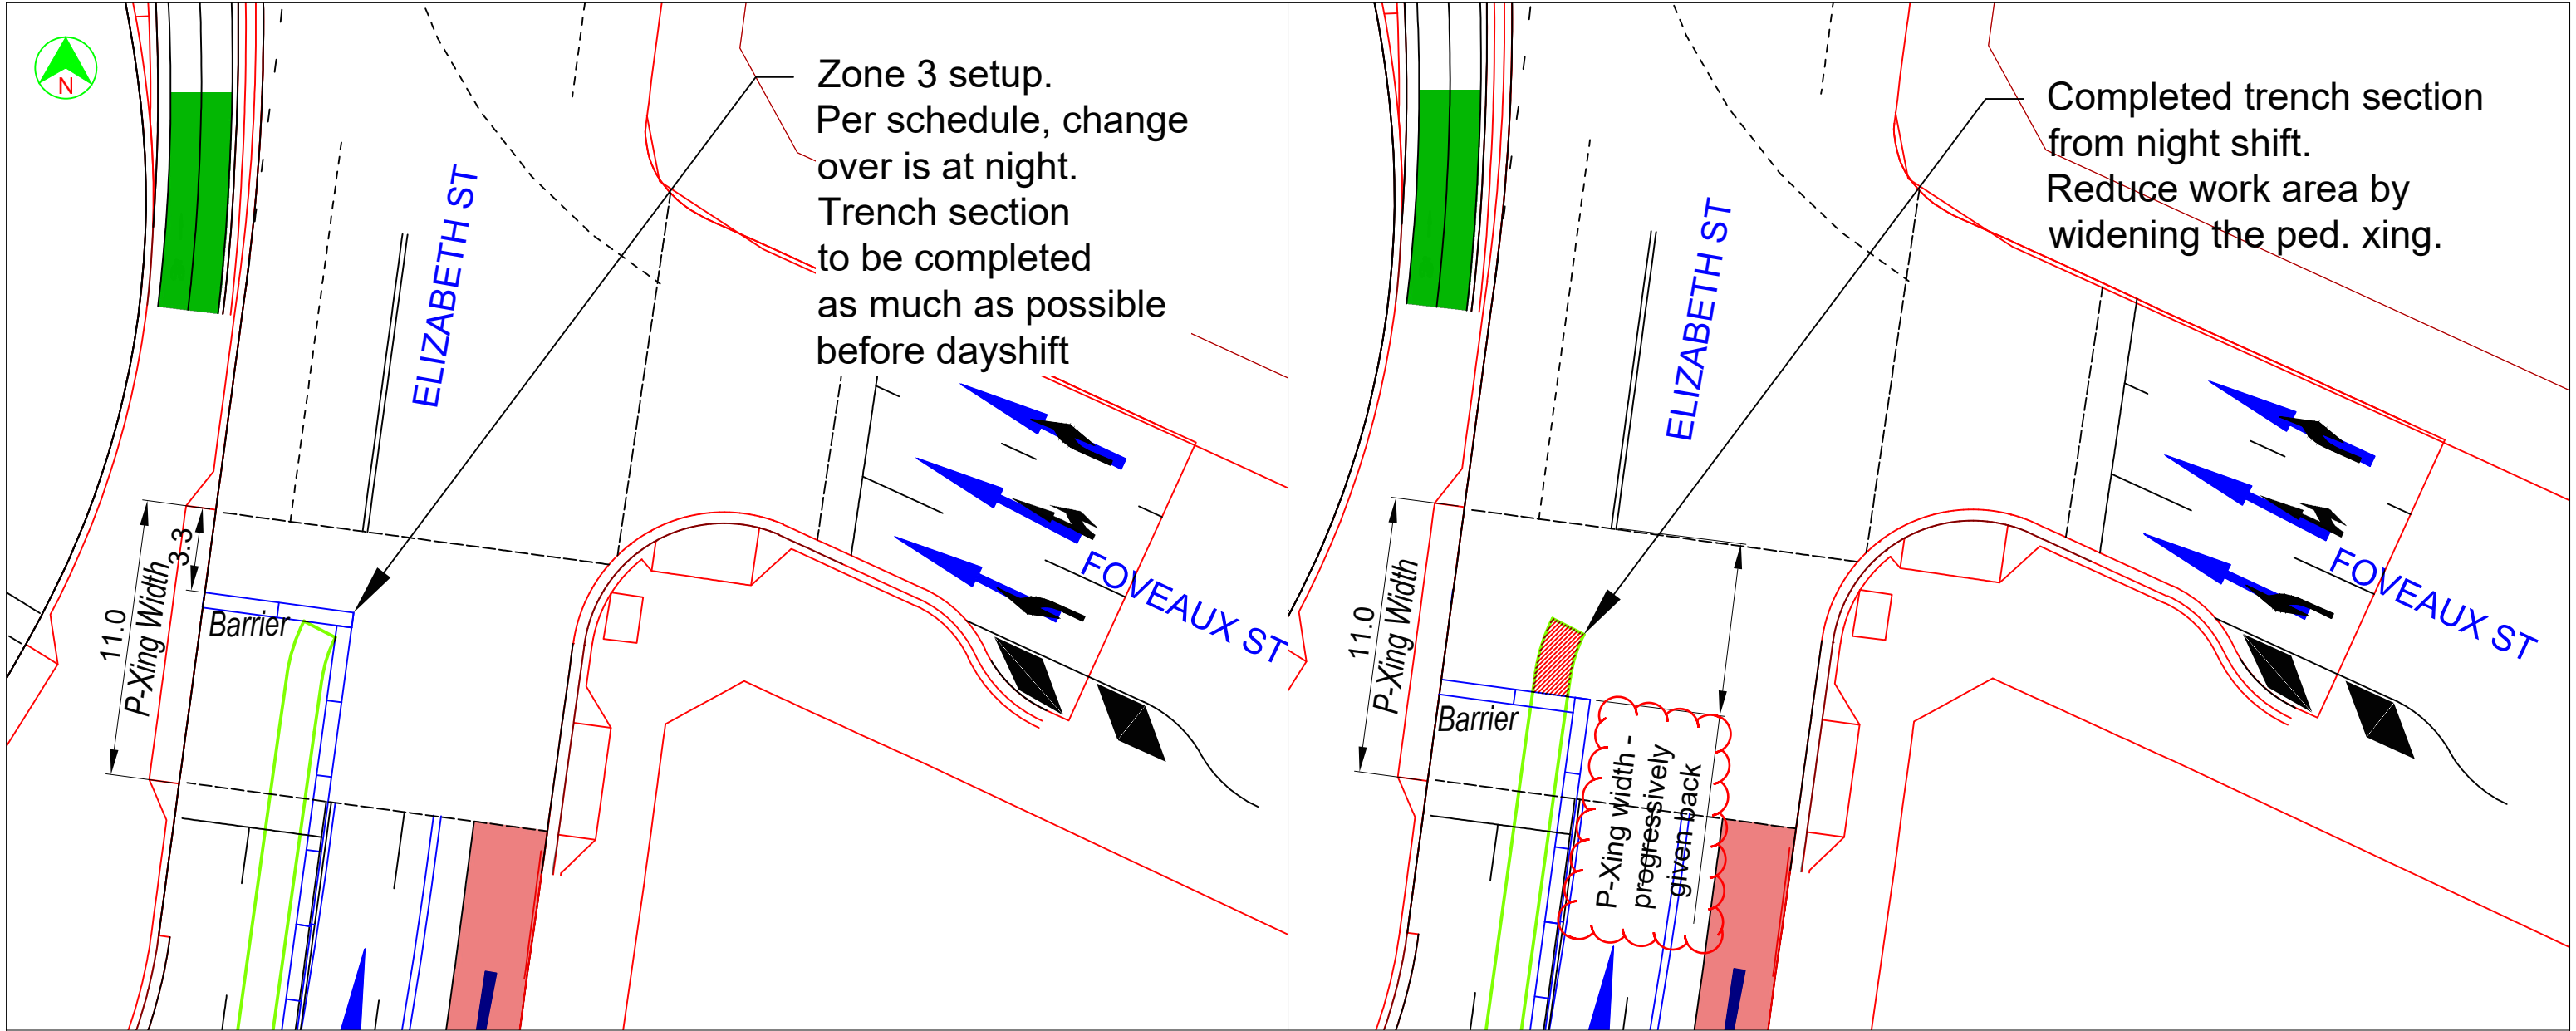 N
Zone 3 setup.
Per schedule, change
over is at night.
Trench section
to be completed
as much as possible
before dayshift
ELIZABETH ST
FOVEAUX ST
3.3
11.0
P-Xing Width
Barrier
Completed trench section
from night shift.
Reduce work area by
widening the ped. xing.
ELIZABETH ST
FOVEAUX ST
11.0
P-Xing Width
Barrier
P-Xing width -
progressively
given back